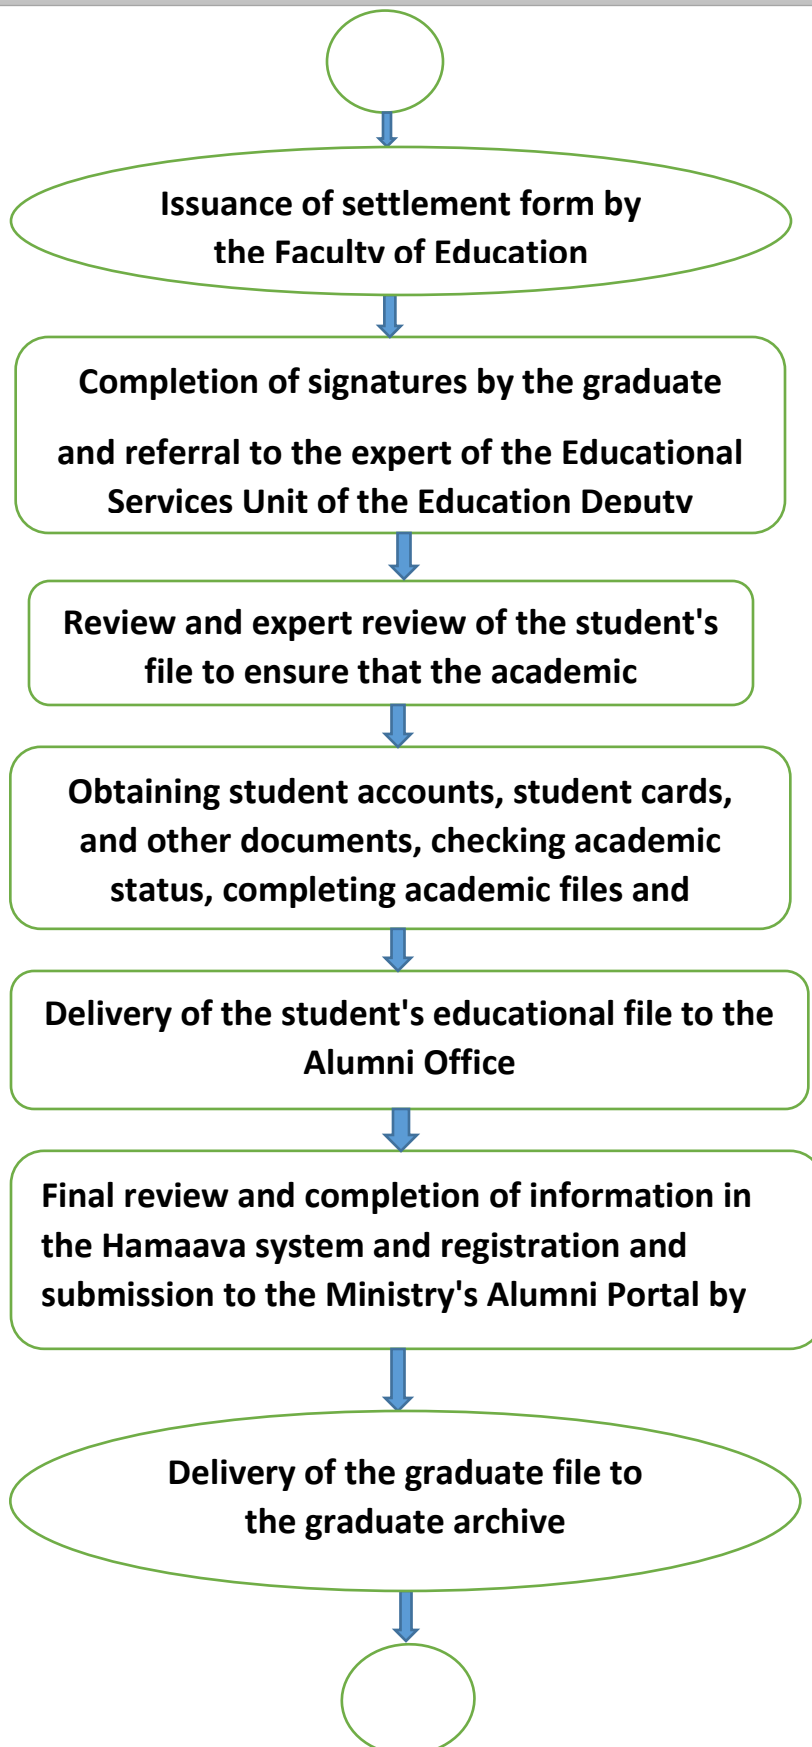 Issuance of settlement form by
the Faculty of Education
Completion of signatures by the graduate
and referral to the expert of the Educational
Services Unit of the Education Deputy
Review and expert review of the student's
file to ensure that the academic
Obtaining student accounts, student cards,
and other documents, checking academic
status, completing academic files and
Delivery of the student's educational file to the
Alumni Office
Final review and completion of information in
the Hamaava system and registration and
submission to the Ministry's Alumni Portal by
Delivery of the graduate file to
the graduate archive